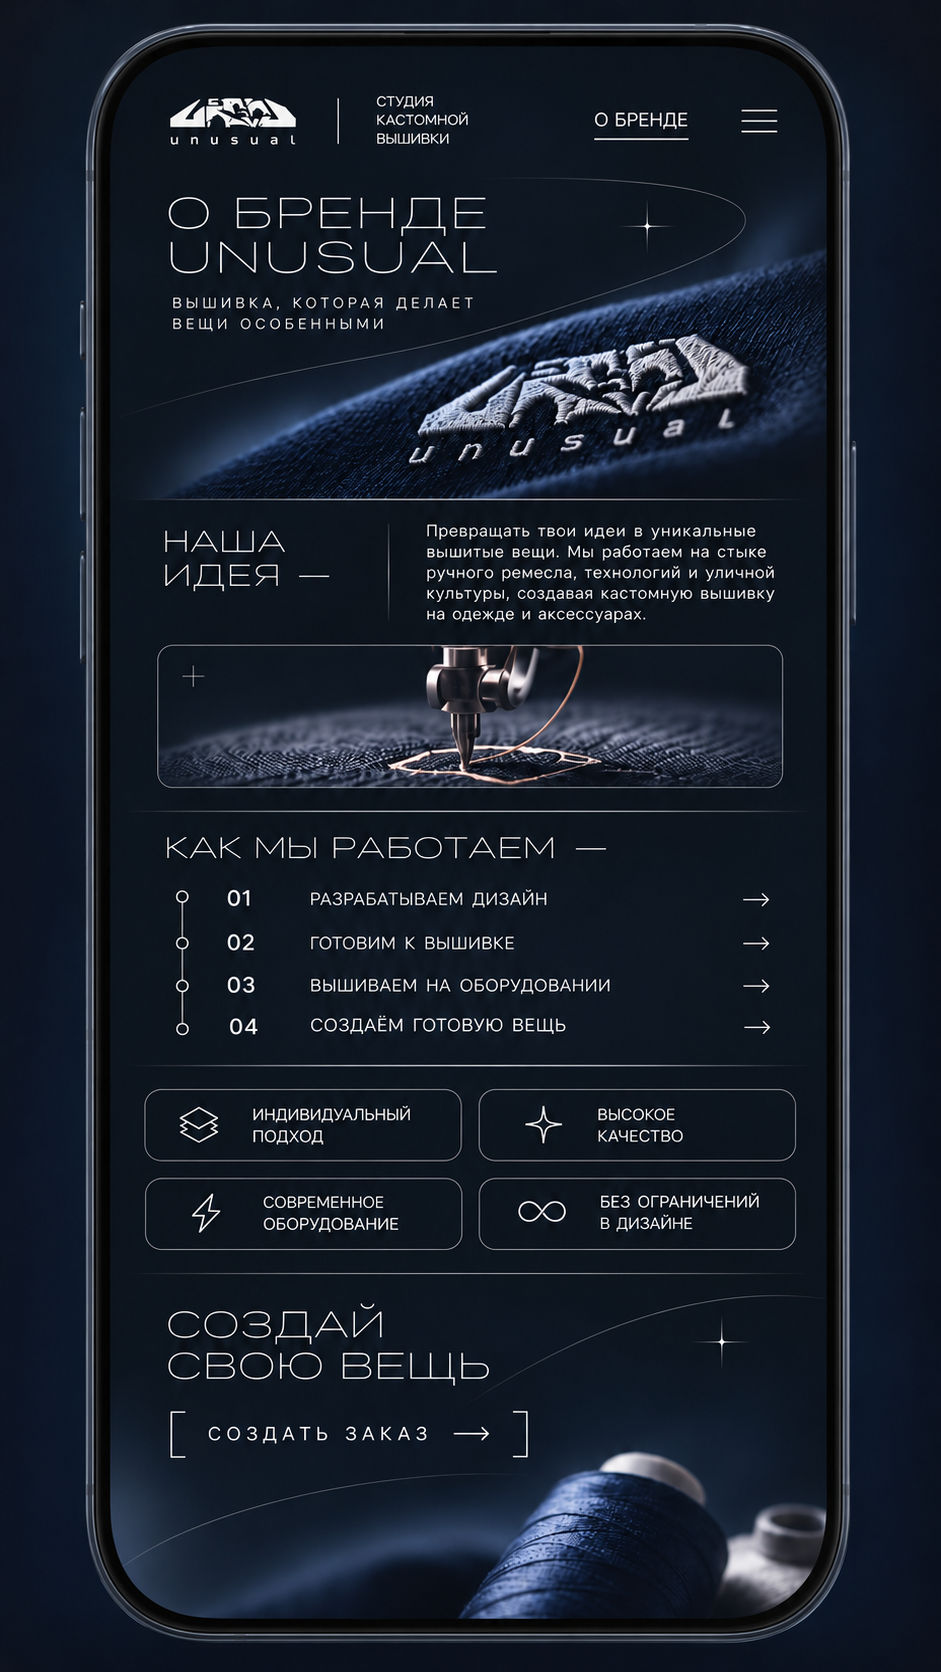 unusual
СТУДИЯ
КАСТОМНОЙ
ВЫШИВКИ
О БРЕНДЕ
О БРЕНДЕ
UNUSUAL
ВЫШИВКА, КОТОРАЯ ДЕЛАЕТ
ВЕЩИ ОСОБЕННЫМИ
unusual
НАША
ИДЕЯ —
Превращать твои идеи в уникальные
вышитые вещи. Мы работаем на стыке
ручного ремесла, технологий и уличной
культуры, создавая кастомную вышивку
на одежде и аксессуарах.
КАК МЫ РАБОТАЕМ —
01 РАЗРАБАТЫВАЕМ ДИЗАЙН →
02 ГОТОВИМ К ВЫШИВКЕ →
03 ВЫШИВАЕМ НА ОБОРУДОВАНИИ →
04 СОЗДАЁМ ГОТОВУЮ ВЕЩЬ →
ИНДИВИДУАЛЬНЫЙ
ПОДХОД
ВЫСОКОЕ
КАЧЕСТВО
СОВРЕМЕННОЕ
ОБОРУДОВАНИЕ
БЕЗ ОГРАНИЧЕНИЙ
В ДИЗАЙНЕ
СОЗДАЙ
СВОЮ ВЕЩЬ
[ СОЗДАТЬ ЗАКАЗ → ]